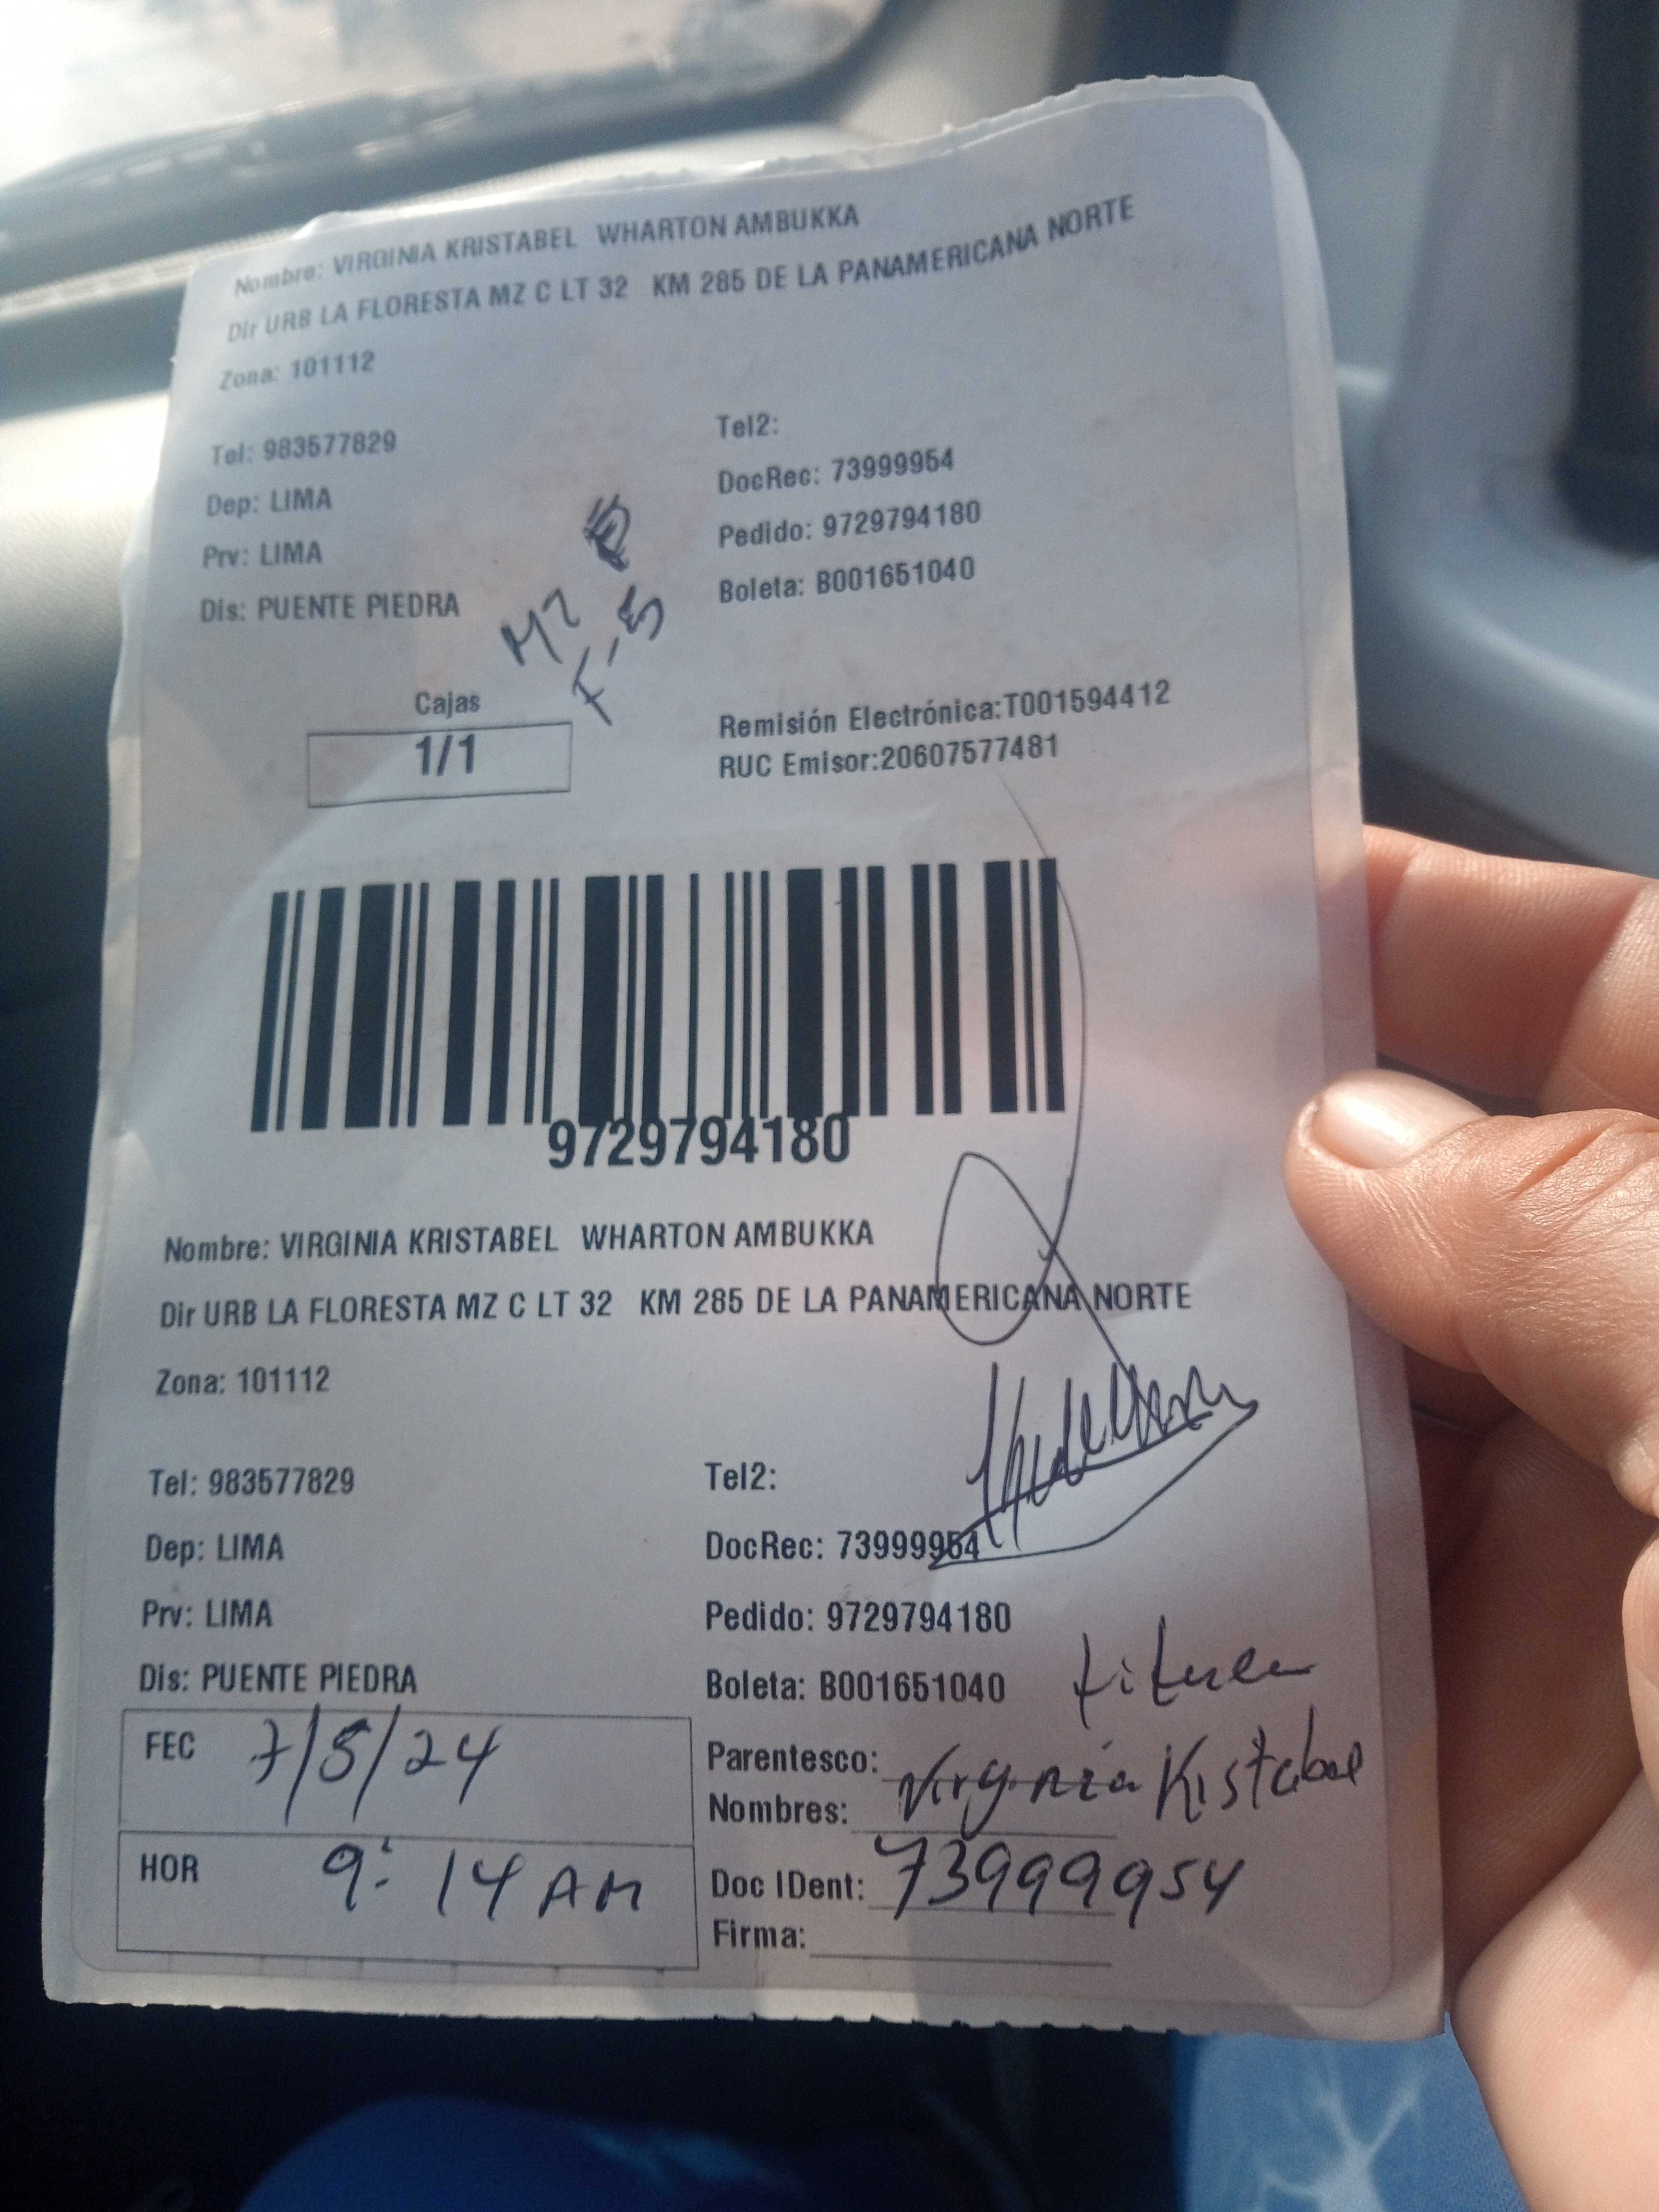 Nombre: VIRGINIA KRISTABEL WHARTON AMBUKKA
Dir URB LA FLORESTA MZ C LT 32 KM 285 DE LA PANAMERICANA NORTE
Zona: 101112
Tel: 983577829
Tel2:
Dep: LIMA
DocRec: 73999954
Prv: LIMA
Pedido: 9729794180
Dis: PUENTE PIEDRA
Boleta: B001651040
MZ
F-5
Cajas
1/1
Remisión Electrónica:T001594412
RUC Emisor:20607577481
9729794180
Nombre: VIRGINIA KRISTABEL WHARTON AMBUKKA
Dir URB LA FLORESTA MZ C LT 32 KM 285 DE LA PANAMERICANA NORTE
Zona: 101112
Tel: 983577829
Tel2:
Dep: LIMA
DocRec: 73999954
Prv: LIMA
Pedido: 9729794180
Dis: PUENTE PIEDRA
Boleta: B001651040
FEC 7/5/24
Parentesco:
Nombres: Virginia Kistabel
HOR 9:14 AM
Doc IDent: 73999954
Firma: